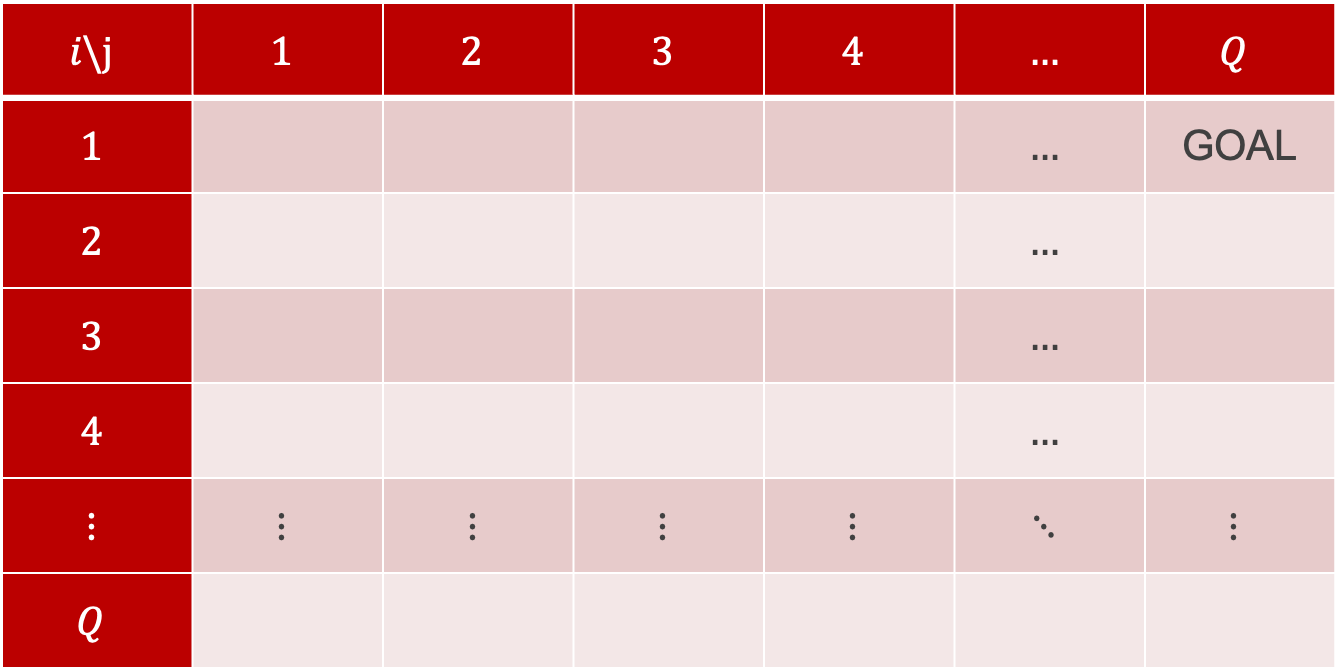 i\j 1 2 3 4 ... Q
1 ... GOAL
2 ...
3 ...
4 ...
⋮ ⋮ ⋮ ⋮ ⋮ ⋱ ⋮
Q